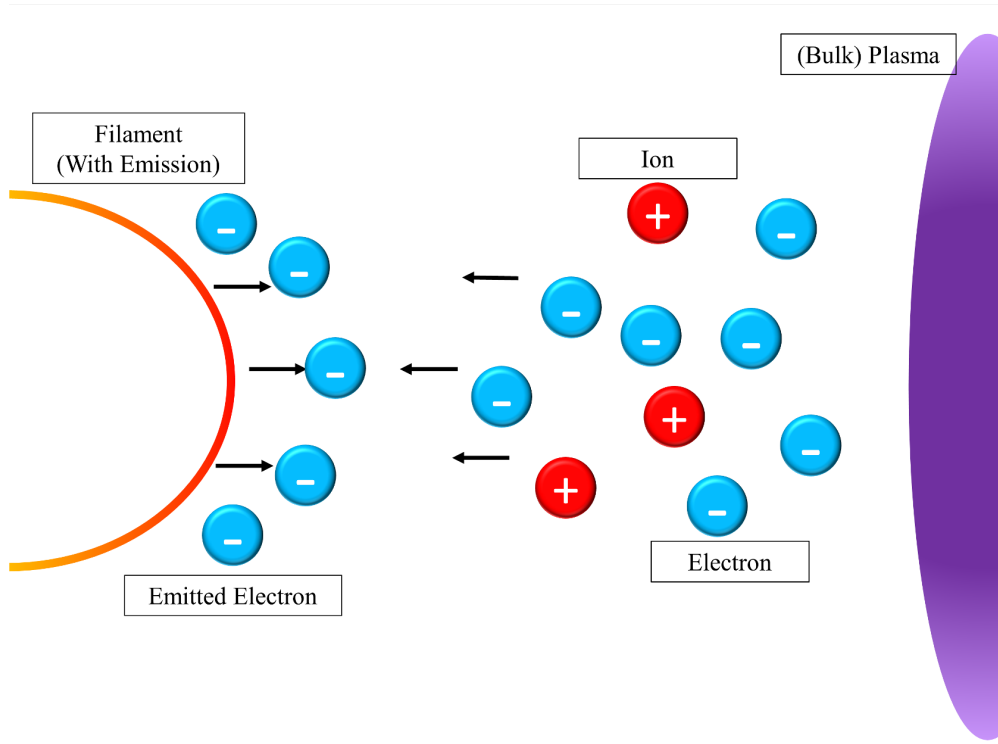 (Bulk) Plasma
Filament
(With Emission)
Ion
Electron
Emitted Electron